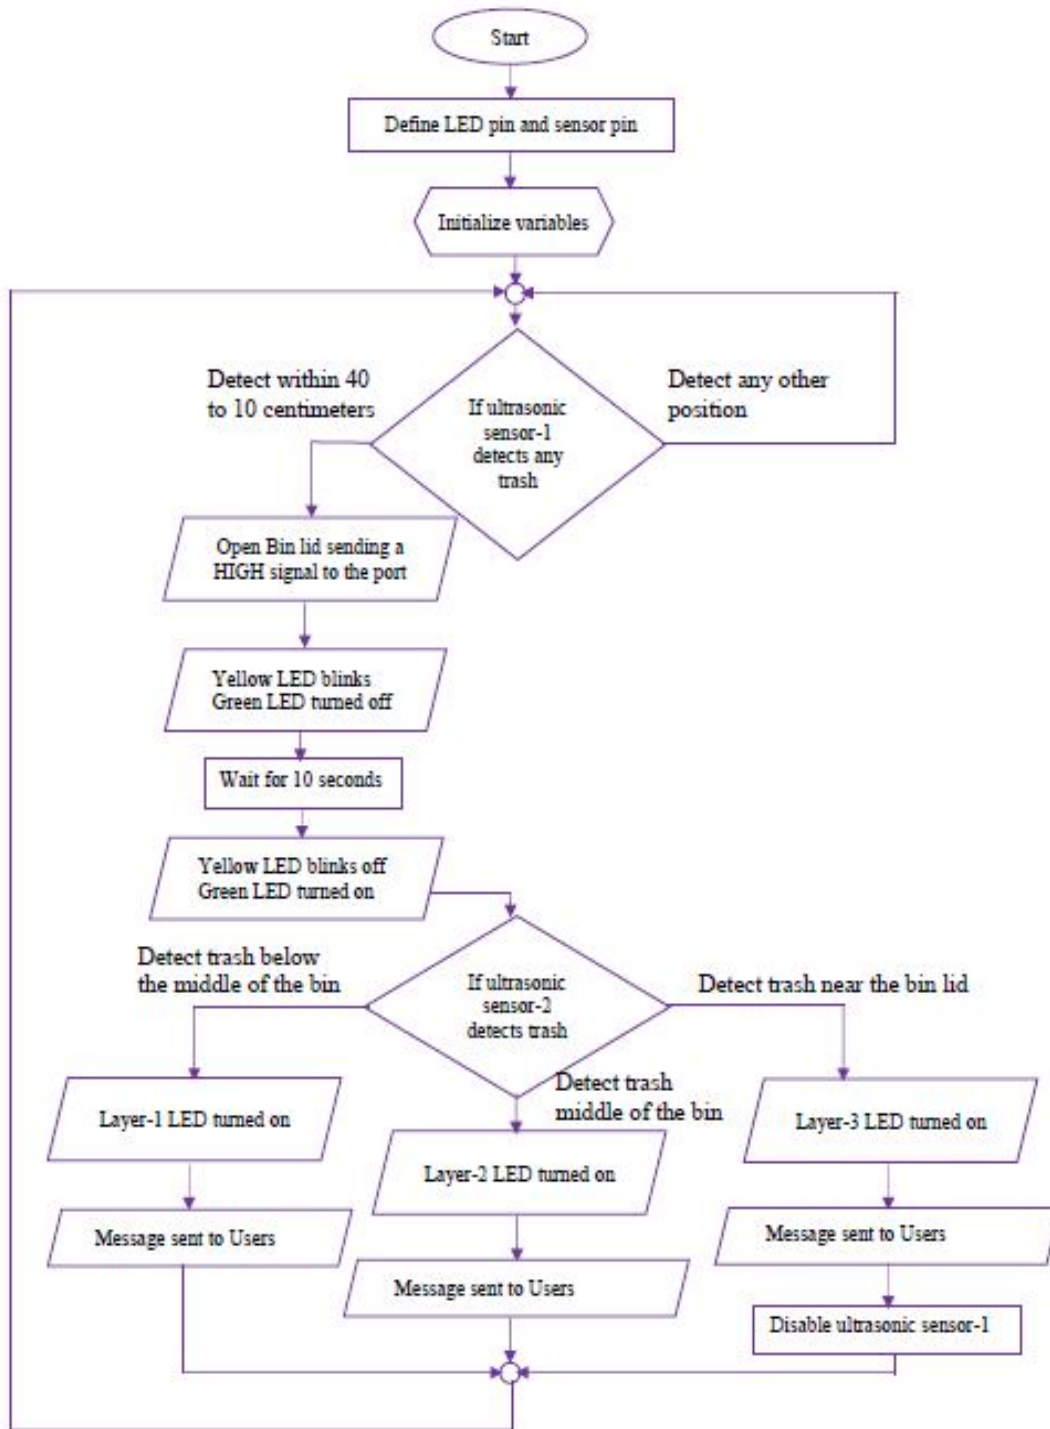 Start
Define LED pin and sensor pin
Initialize variables
Detect within 40
to 10 centimeters
If ultrasonic
sensor-1
detects any
trash
Detect any other
position
Open Bin lid sending a
HIGH signal to the port
Yellow LED blinks
Green LED turned off
Wait for 10 seconds
Yellow LED blinks off
Green LED turned on
Detect trash below
the middle of the bin
If ultrasonic
sensor-2
detects trash
Detect trash near the bin lid
Detect trash
middle of the bin
Layer-1 LED turned on
Layer-2 LED turned on
Layer-3 LED turned on
Message sent to Users
Message sent to Users
Message sent to Users
Disable ultrasonic sensor-1